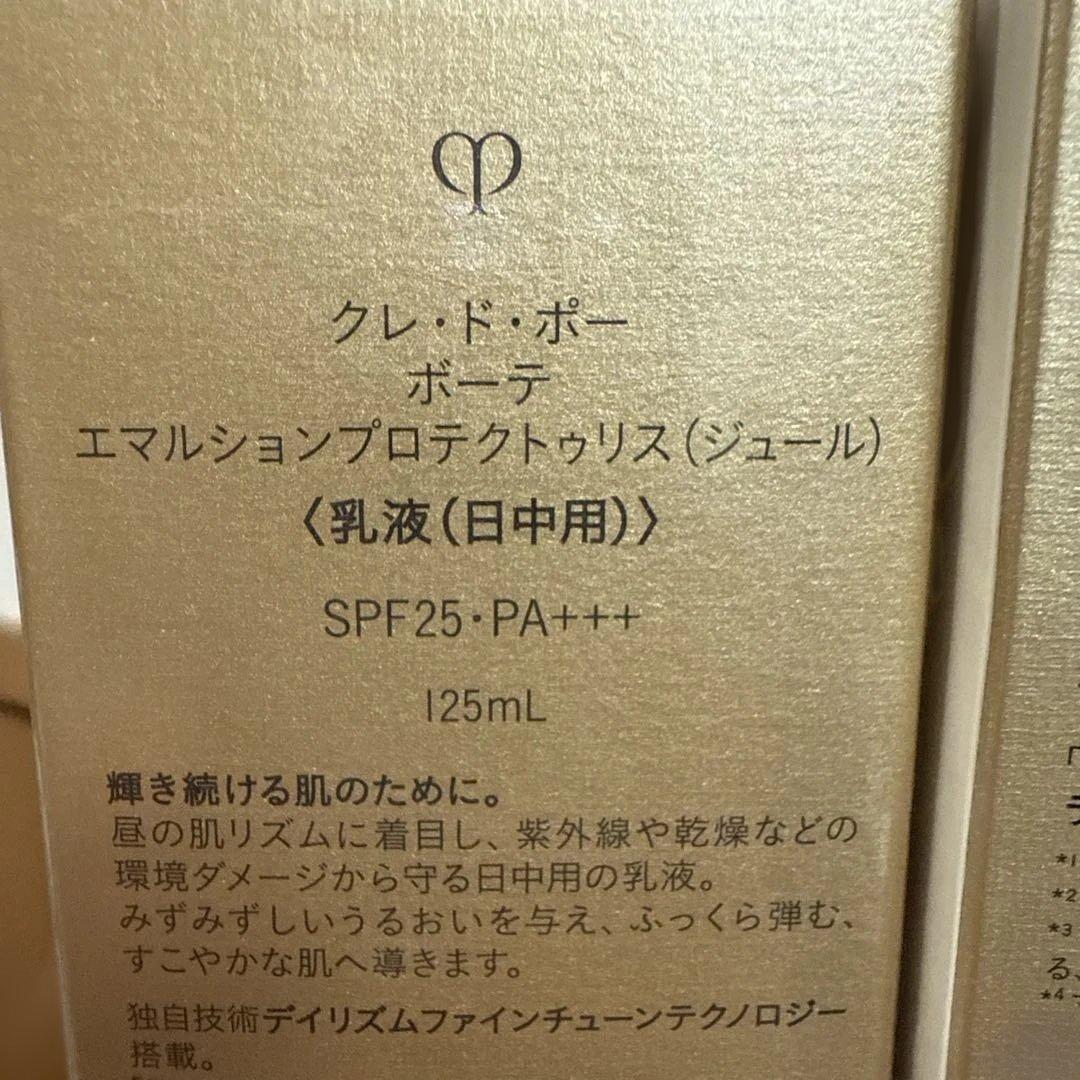 クレ・ド・ポー
ボーテ
エマルションプロテクトゥリス(ジュール)
〈乳液(日中用)〉
SPF25・PA+++
125mL
輝き続ける肌のために。
昼の肌リズムに着目し、紫外線や乾燥などの
環境ダメージから守る日中用の乳液。
みずみずしいうるおいを与え、ふっくら弾む、
すこやかな肌へ導きます。
独自技術デイリズムファインチューンテクノロジー
搭載。
*1
*2
*3
る、
*4